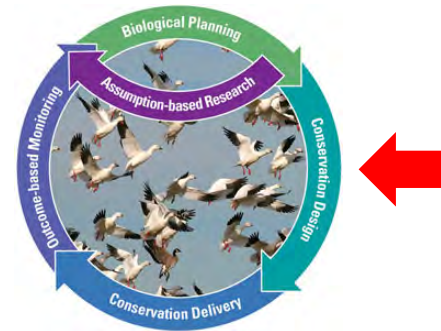 Biological Planning
Assumption-based Research
Conservation Design
Conservation Delivery
Outcome-based Monitoring